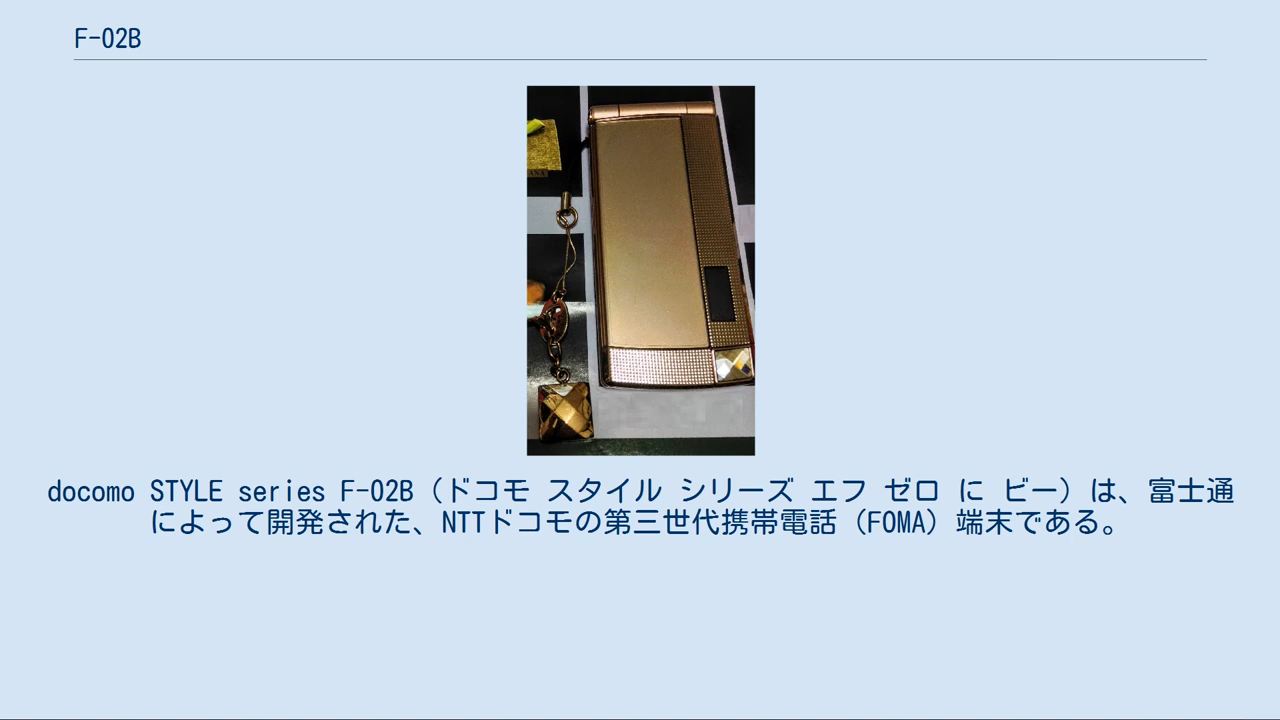 F-02B
docomo STYLE series F-02B（ドコモ スタイル シリーズ エフ ゼロ に ビー）は、富士通
によって開発された、NTTドコモの第三世代携帯電話（FOMA）端末である。